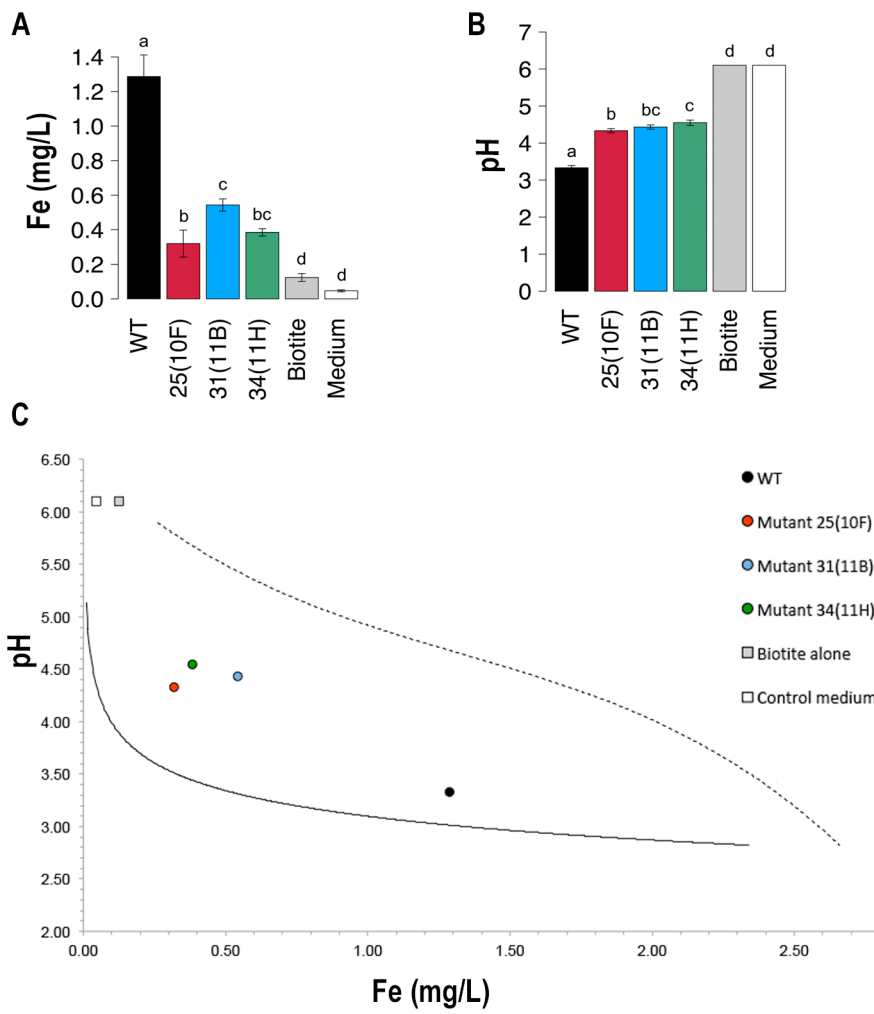 A
Fe (mg/L)
1.4
1.2
1.0
0.8
0.6
0.4
0.2
0.0
a
b
c
bc
d
d
WT
25(10F)
31(11B)
34(11H)
Biotite
Medium
B
pH
7
6
5
4
3
2
1
0
a
b
bc
c
d
d
WT
25(10F)
31(11B)
34(11H)
Biotite
Medium
C
pH
6.50
6.00
5.50
5.00
4.50
4.00
3.50
3.00
2.50
2.00
0.00 0.50 1.00 1.50 2.00 2.50
Fe (mg/L)
WT
Mutant 25(10F)
Mutant 31(11B)
Mutant 34(11H)
Biotite alone
Control medium